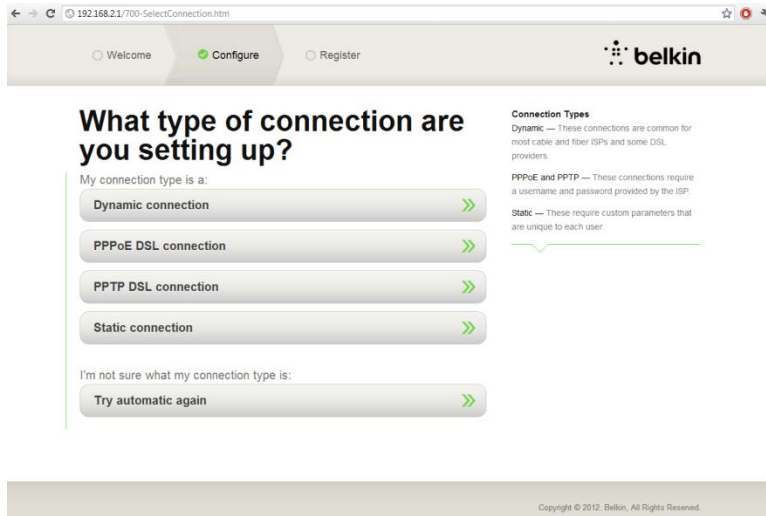 192.168.2.1/700-SelectConnection.htm
Welcome
Configure
Register
belkin
What type of connection are
you setting up?
My connection type is a:
Dynamic connection
PPPoE DSL connection
PPTP DSL connection
Static connection
I'm not sure what my connection type is:
Try automatic again
Connection Types
Dynamic — These connections are common for
most cable and fiber ISPs and some DSL
providers.
PPPoE and PPTP — These connections require
a username and password provided by the ISP.
Static — These require custom parameters that
are unique to each user.
Copyright © 2012. Belkin, All Rights Reserved.